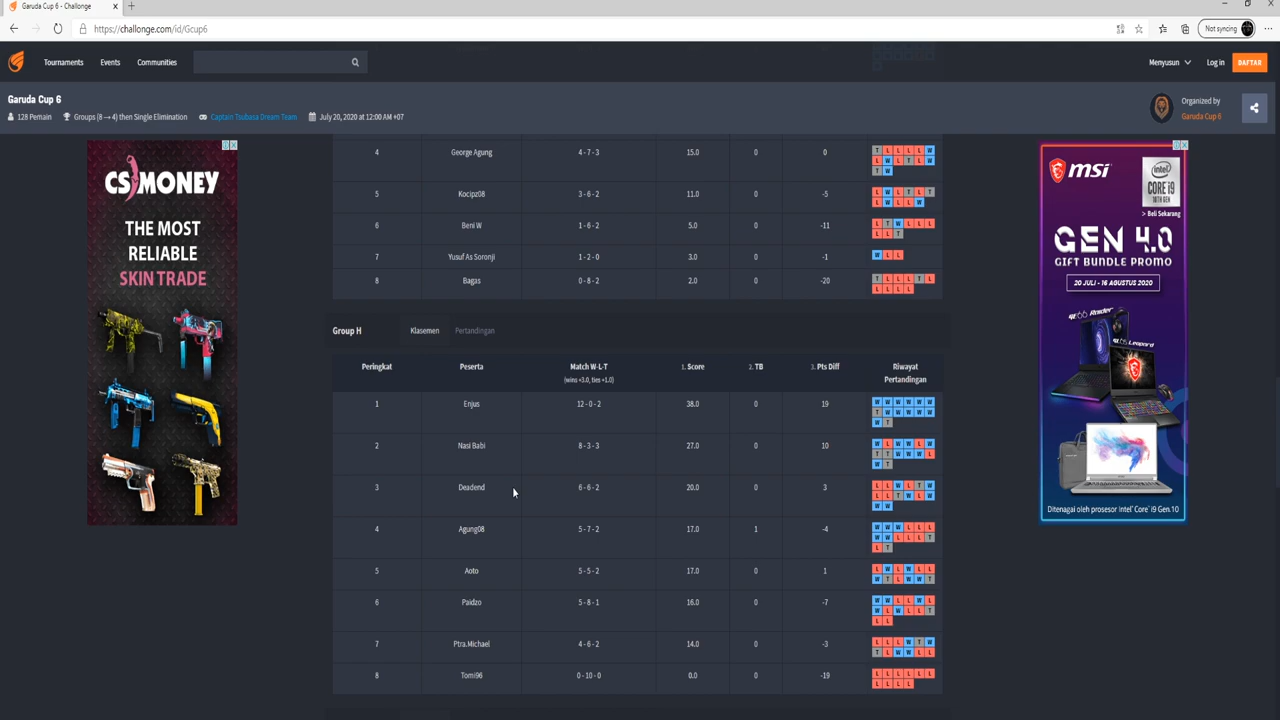 Garuda Cup 6 - Challonge
https://challonge.com/id/Gcup6
Not syncing
Tournaments Events Communities
Menyusun Log in DAFTAR
Garuda Cup 6
128 Pemain Groups (8 → 4) then Single Elimination Captain Tsubasa Dream Team July 20, 2020 at 12:00 AM +07
Organized by
Garuda Cup 6
4 George Agung 4 - 7 - 3 15.0 0 0
T L L L L W
L W L T L W
T W
5 Kocipz08 3 - 6 - 2 11.0 0 -5
L W L T L T
L W L L W
6 Beni W 1 - 6 - 2 5.0 0 -11
L T W L L L
L L T
7 Yusuf As Soronji 1 - 2 - 0 3.0 0 -1
W L L
8 Bagas 0 - 8 - 2 2.0 0 -20
T L L L T L
L L L L
Group H Klasemen Pertandingan
Peringkat Peserta Match W-L-T 1. Score 2. TB 3. Pts Diff Riwayat
(wins +3.0, ties +1.0) Pertandingan
1 Enjus 12 - 0 - 2 38.0 0 19
W W W W W W
T W W W W W
W T
2 Nasi Babi 8 - 3 - 3 27.0 0 10
W L W W L W
T T W W W L
W T
3 Deadend 6 - 6 - 2 20.0 0 3
L L W L T W
L L T W L W
W W
4 Agung08 5 - 7 - 2 17.0 1 -4
W W W L L L
W W L L L T
L T
5 Aoto 5 - 5 - 2 17.0 0 1
L W L W L L
W T L W W T
6 Paidzo 5 - 8 - 1 16.0 0 -7
W W L L W L
W L W L L T
L L
7 Ptra.Michael 4 - 6 - 2 14.0 0 -3
L L L W T W
T L W W L L
8 Tomi96 0 - 10 - 0 0.0 0 -19
L L L L L L
L L L L
CS MONEY
THE MOST
RELIABLE
SKIN TRADE
msi
intel
CORE i9
10TH GEN
> Beli Sekarang
GEN 4.0
GIFT BUNDLE PROMO
20 JULI - 16 AGUSTUS 2020
GE66 Raider
GP66 Leopard
Ditenagai oleh prosesor Intel® Core™ i9 Gen.10